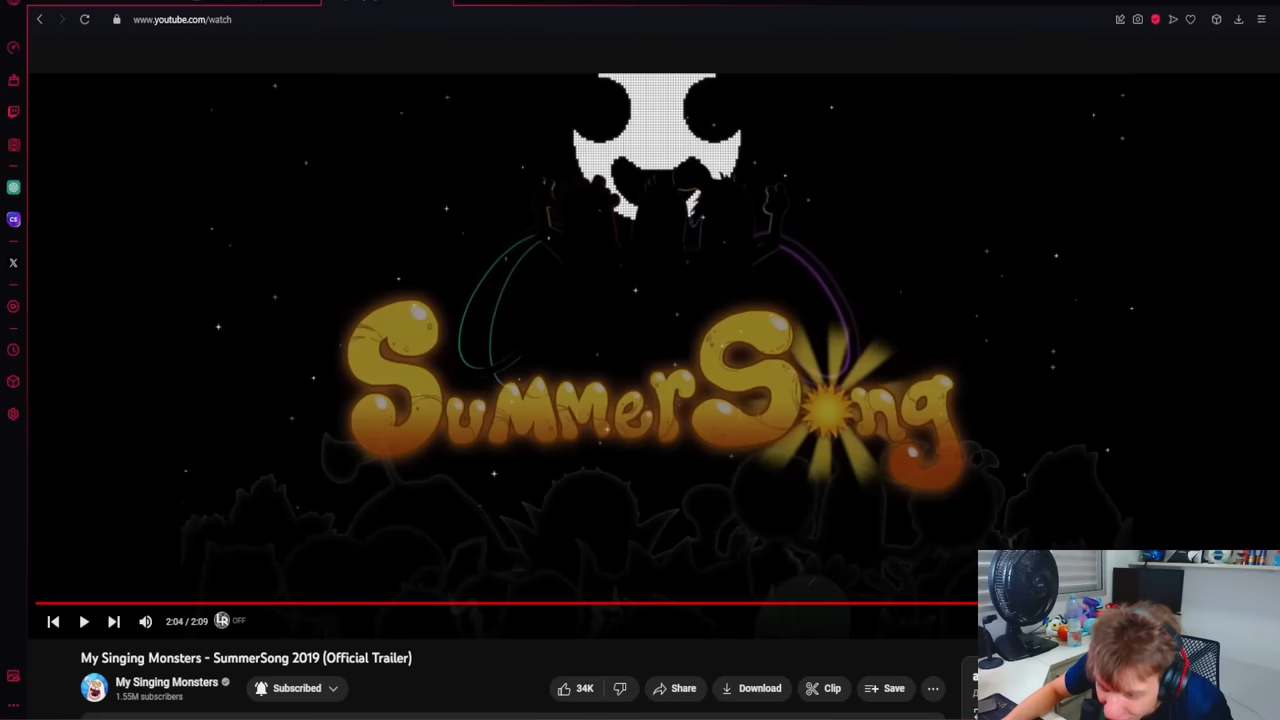 www.youtube.com/watch
SummerSong
2:04 / 2:09
OFF
My Singing Monsters - SummerSong 2019 (Official Trailer)
My Singing Monsters
1.55M subscribers
Subscribed
34K
Share
Download
Clip
Save